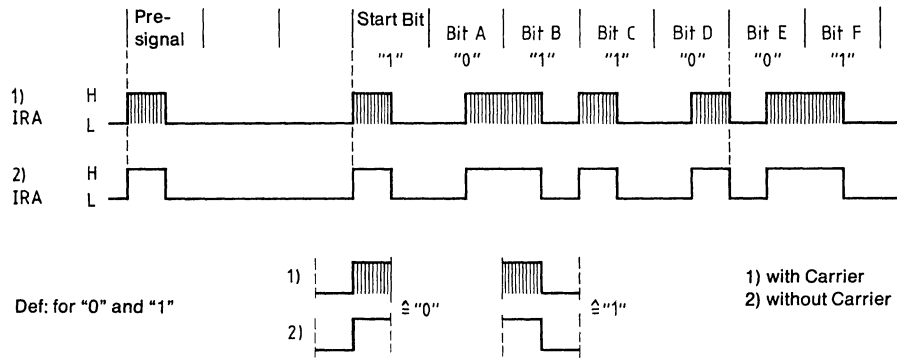 Pre-
signal
Start Bit
Bit A
Bit B
Bit C
Bit D
Bit E
Bit F
"1"
"0"
"1"
"1"
"0"
"0"
"1"
1)
IRA
H
L
2)
IRA
H
L
Def: for "0" and "1"
1)
2)
≙ "0"
≙ "1"
1) with Carrier
2) without Carrier